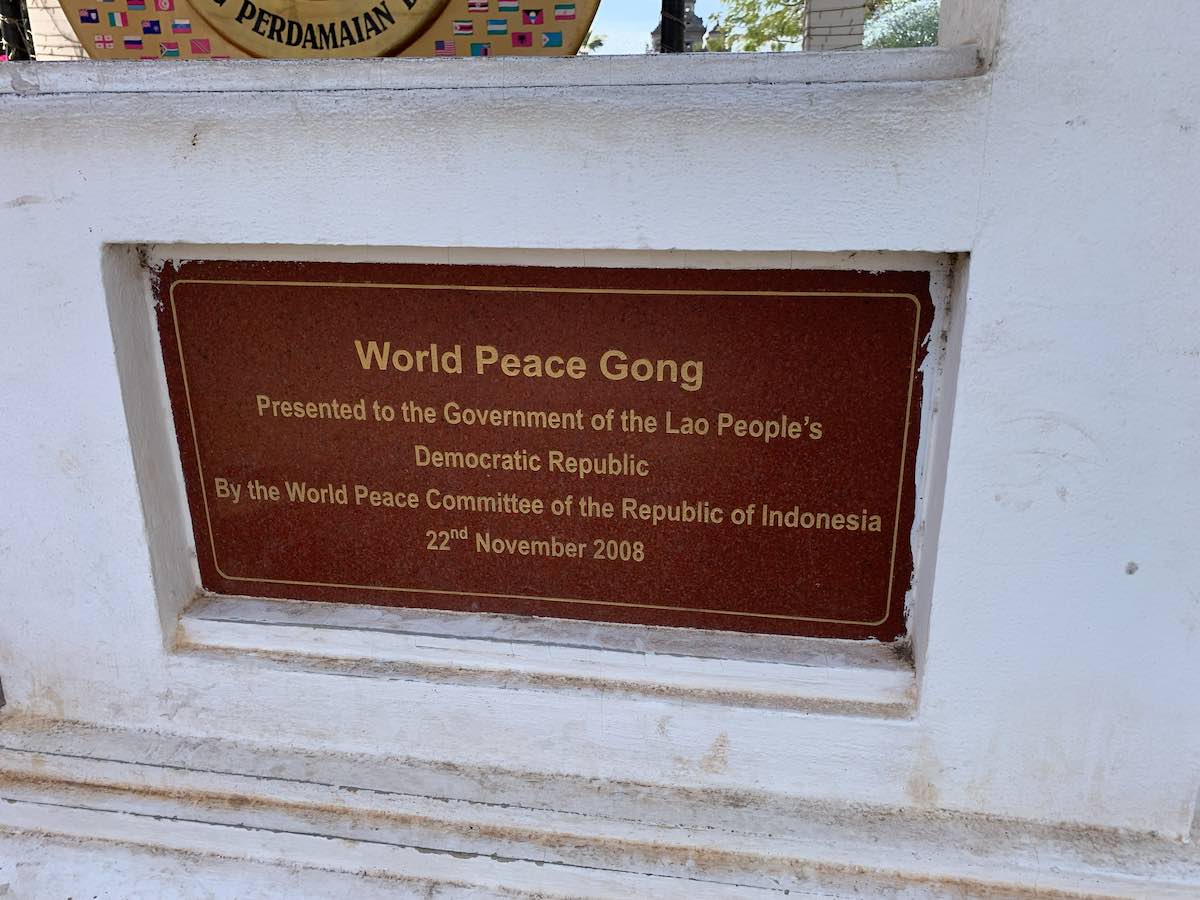 PERDAMAIAN
World Peace Gong
Presented to the Government of the Lao People's
Democratic Republic
By the World Peace Committee of the Republic of Indonesia
22nd November 2008